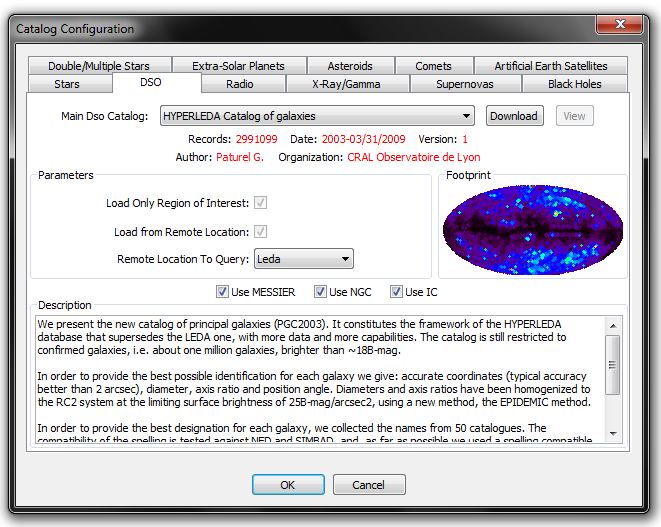 Catalog Configuration
Double/Multiple Stars Extra-Solar Planets Asteroids Comets Artificial Earth Satellites
Stars DSO Radio X-Ray/Gamma Supernovas Black Holes
Main Dso Catalog: HYPERLEDA Catalog of galaxies Download View
Records: 2991099 Date: 2003-03/31/2009 Version: 1
Author: Paturel G. Organization: CRAL Observatoire de Lyon
Parameters Footprint
Load Only Region of Interest:
Load from Remote Location:
Remote Location To Query: Leda
Use MESSIER Use NGC Use IC
Description
We present the new catalog of principal galaxies (PGC2003). It constitutes the framework of the HYPERLEDA
database that supersedes the LEDA one, with more data and more capabilities. The catalog is still restricted to
confirmed galaxies, i.e. about one million galaxies, brighter than ~18B-mag.
In order to provide the best possible identification for each galaxy we give: accurate coordinates (typical accuracy
better than 2 arcsec), diameter, axis ratio and position angle. Diameters and axis ratios have been homogenized to
the RC2 system at the limiting surface brightness of 25B-mag/arcsec2, using a new method, the EPIDEMIC method.
In order to provide the best designation for each galaxy, we collected the names from 50 catalogues. The
compatibility of the spelling is tested against NED and SIMBAD, and, as far as possible we used a spelling compatible
OK Cancel